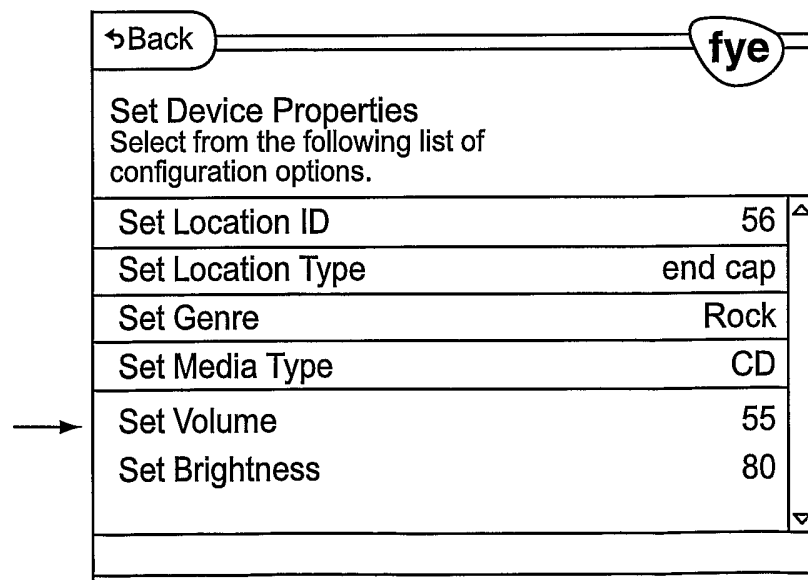 Back
fye
Set Device Properties
Select from the following list of
configuration options.
Set Location ID 56
Set Location Type end cap
Set Genre Rock
Set Media Type CD
Set Volume 55
Set Brightness 80